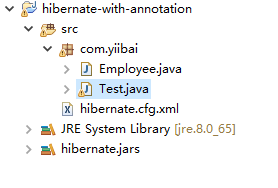 hibernate-with-annotation
src
com.yiibai
Employee.java
Test.java
hibernate.cfg.xml
JRE System Library [jre.8.0_65]
hibernate.jars